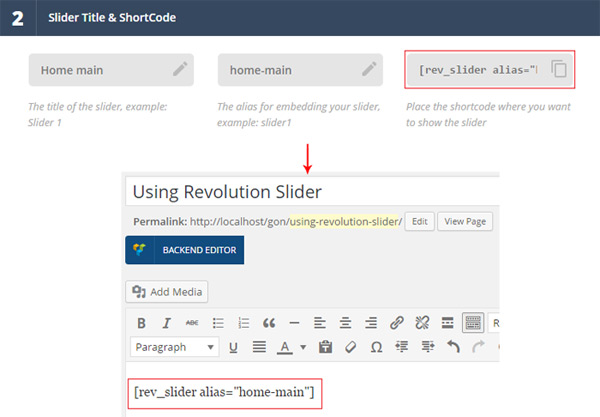 2 Slider Title & ShortCode
Home main
home-main
[rev_slider alias="
The title of the slider, example:
Slider 1
The alias for embedding your slider,
example: slider1
Place the shortcode where you want
to show the slider
Using Revolution Slider
Permalink: http://localhost/gon/using-revolution-slider/ Edit View Page
BACKEND EDITOR
Add Media
B I ABC R
Paragraph U A T Ω
[rev_slider alias="home-main"]